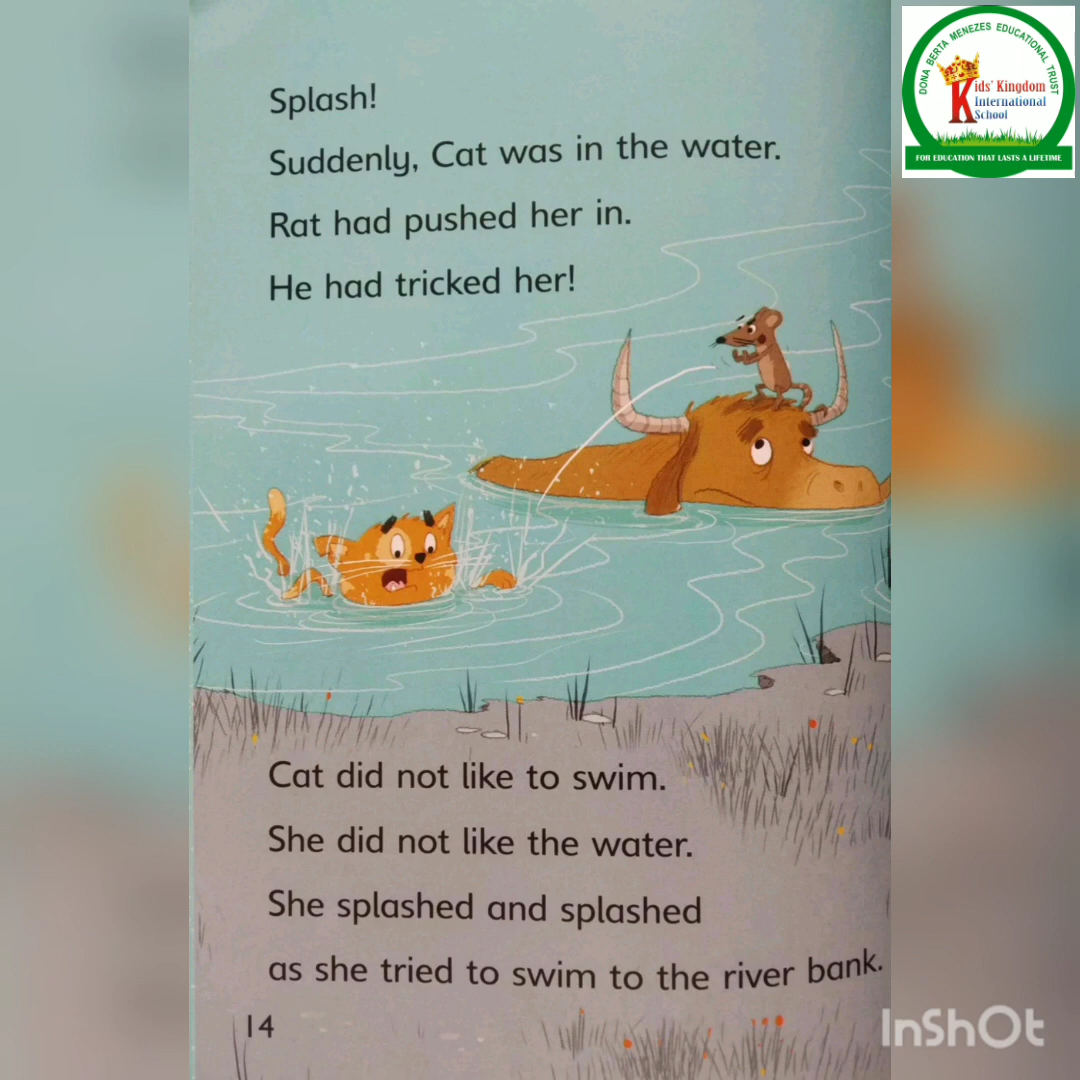 Splash!
Suddenly, Cat was in the water.
Rat had pushed her in.
He had tricked her!
Cat did not like to swim.
She did not like the water.
She splashed and splashed
as she tried to swim to the river bank.
14
DONA BERTA MENEZES EDUCATIONAL TRUST
Kids' Kingdom
International
School
FOR EDUCATION THAT LASTS A LIFETIME
InShOt